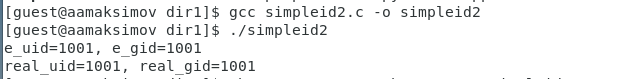 [guest@aamaksimov dir1]$ gcc simpleid2.c -o simpleid2
[guest@aamaksimov dir1]$ ./simpleid2
e_uid=1001, e_gid=1001
real_uid=1001, real_gid=1001